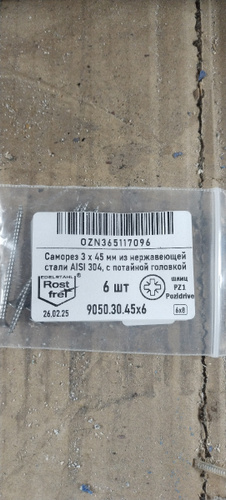 OZN365117096
Саморез 3 х 45 мм из нержавеющей
стали AISI 304, с потайной головкой
EDELSTAHL
Rost
frei
6 шт
шлиц
PZ1
Pozidrive
26.02.25
9050.30.45x6
6x8